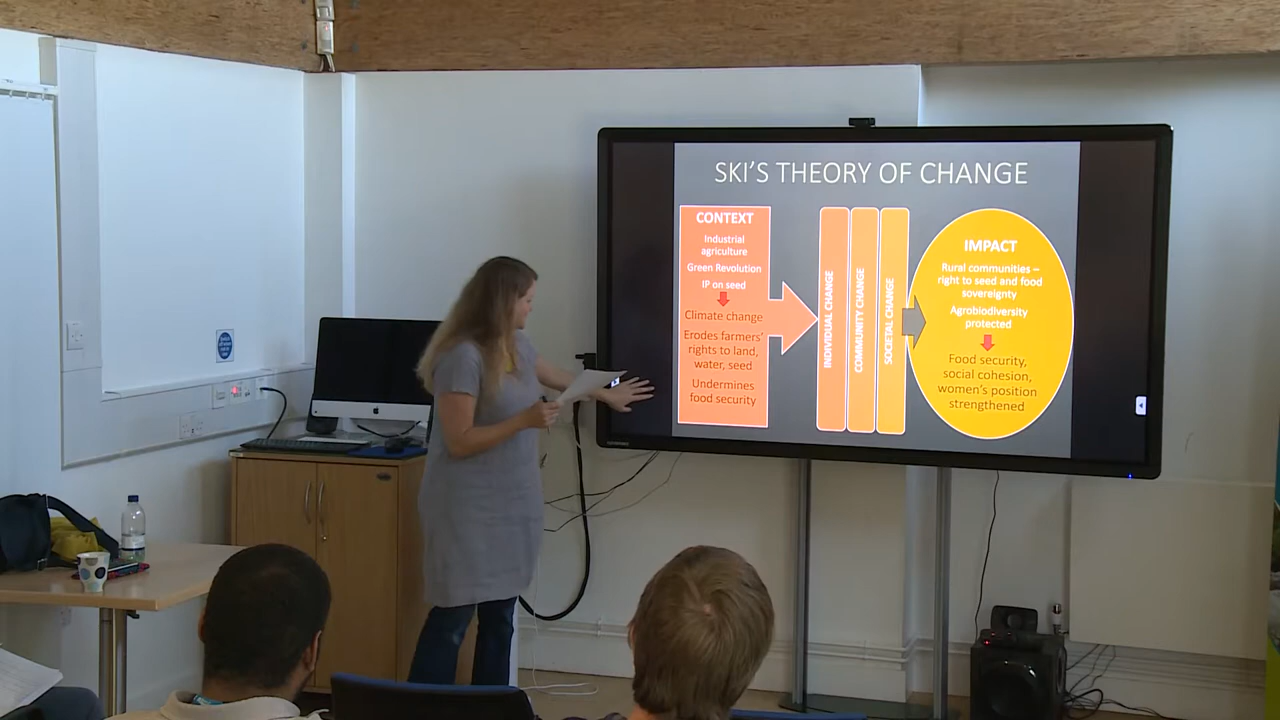 SKI'S THEORY OF CHANGE
CONTEXT
Industrial
agriculture
Green Revolution
IP on seed
Climate change
Erodes farmers'
rights to land,
water, seed
Undermines
food security
INDIVIDUAL CHANGE
COMMUNITY CHANGE
SOCIETAL CHANGE
IMPACT
Rural communities –
right to seed and food
sovereignty
Agrobiodiversity
protected
Food security,
social cohesion,
women's position
strengthened